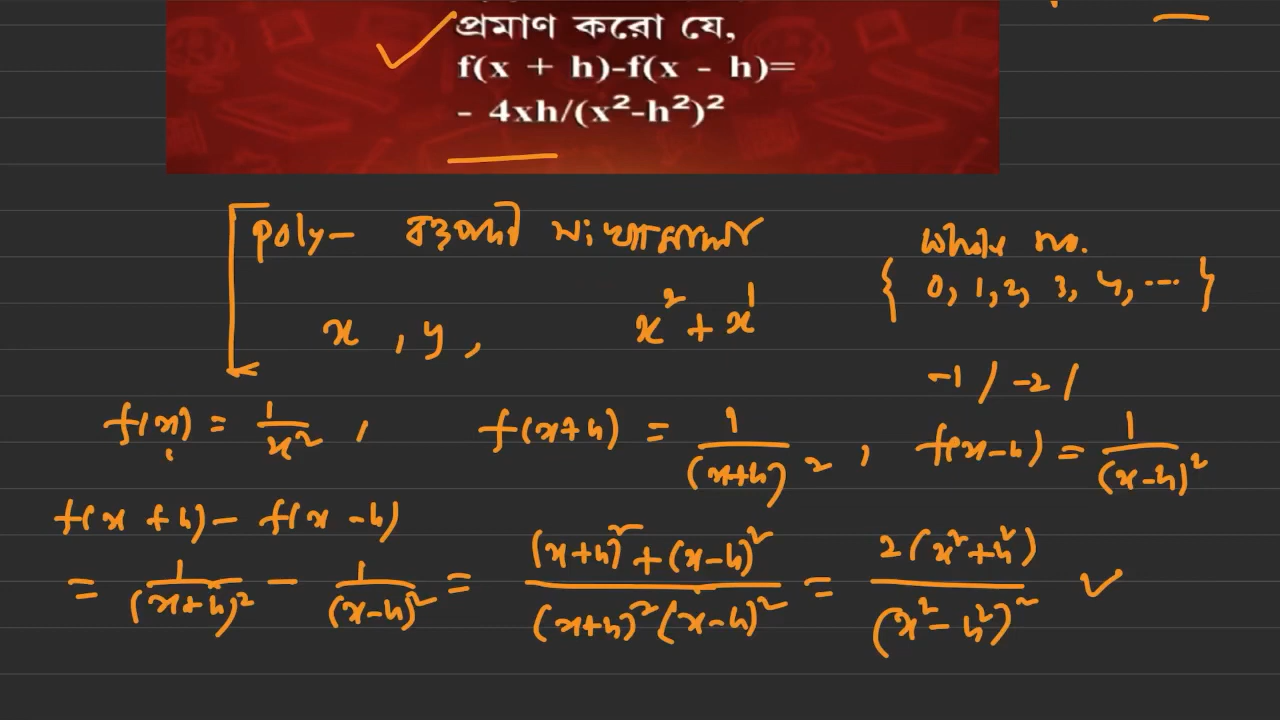 প্রমাণ করো যে,
f(x + h)-f(x - h)=
- 4xh/(x²-h²)²
poly-
whole no.
{ 0, 1, 2, 3, 4, ... }
x , y ,
x² + x¹
-1 / -2 /
f(x) = 1/x² , f(x+h) = 1/(x+h)² , f(x-h) = 1/(x-h)²
f(x+h) - f(x-h)
= 1/(x+h)² - 1/(x-h)² = (x+h)² + (x-h)²/(x+h)²(x-h)² = 2(x²+h²)/(x²-h²)²